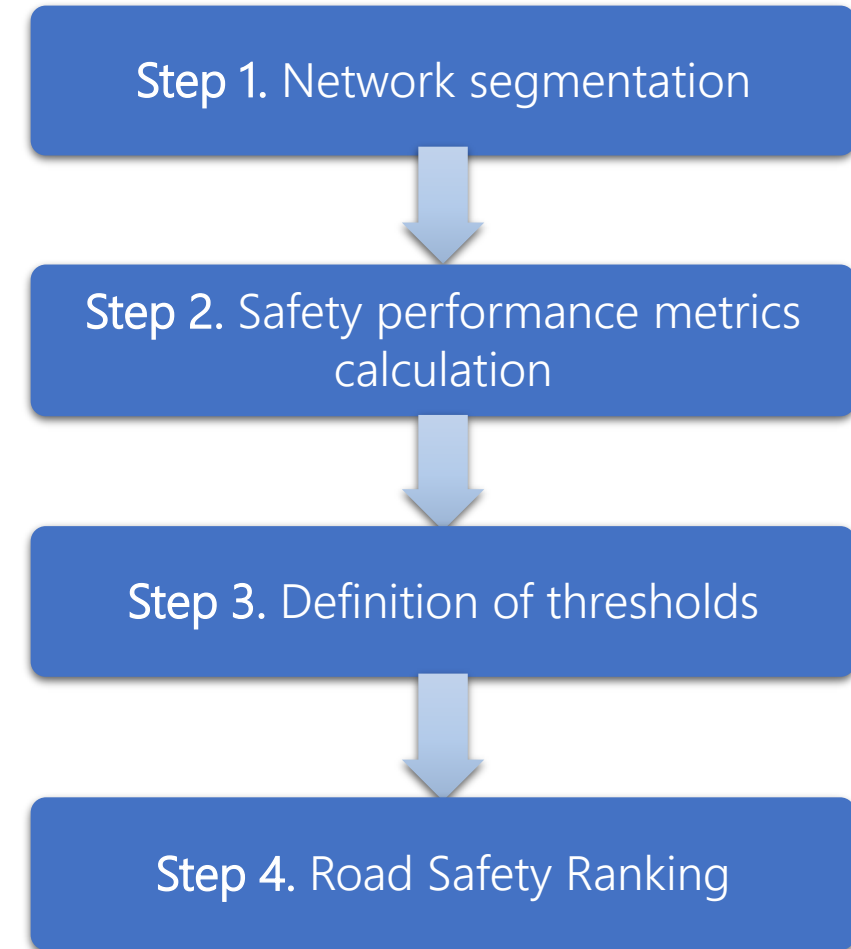 Step 1. Network segmentation
Step 2. Safety performance metrics
calculation
Step 3. Definition of thresholds
Step 4. Road Safety Ranking